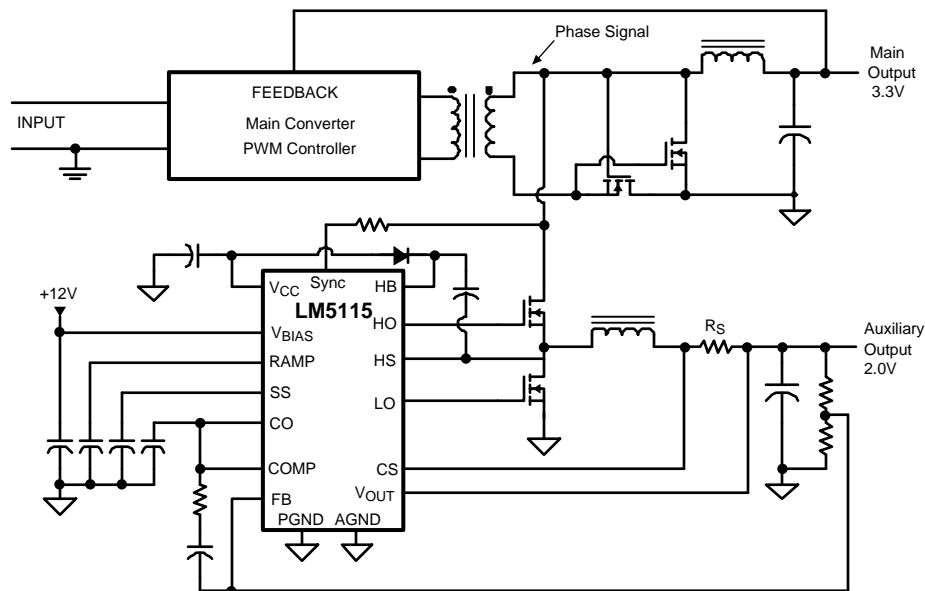 Phase Signal
Main
Output
3.3V
FEEDBACK
Main Converter
PWM Controller
INPUT
+12V
Sync
LM5115
VCC
HB
VBIAS
HO
RAMP
HS
SS
LO
CO
COMP
CS
FB
VOUT
PGND AGND
RS
Auxiliary
Output
2.0V